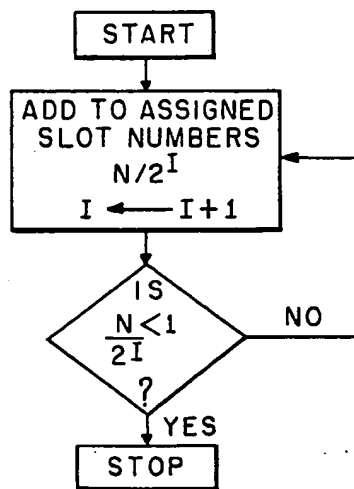 START
ADD TO ASSIGNED
SLOT NUMBERS
N/2^I
I ← I+1
IS
N/2^I <1
?
NO
YES
STOP